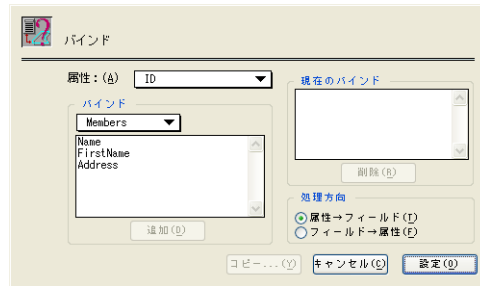 バインド
属性：(A) ID
バインド
Members
Name
FirstName
Address
追加(D)
現在のバインド
削除(R)
処理方向
属性→フィールド(I)
フィールド→属性(F)
コピー...(Y) キャンセル(C) 設定(O)